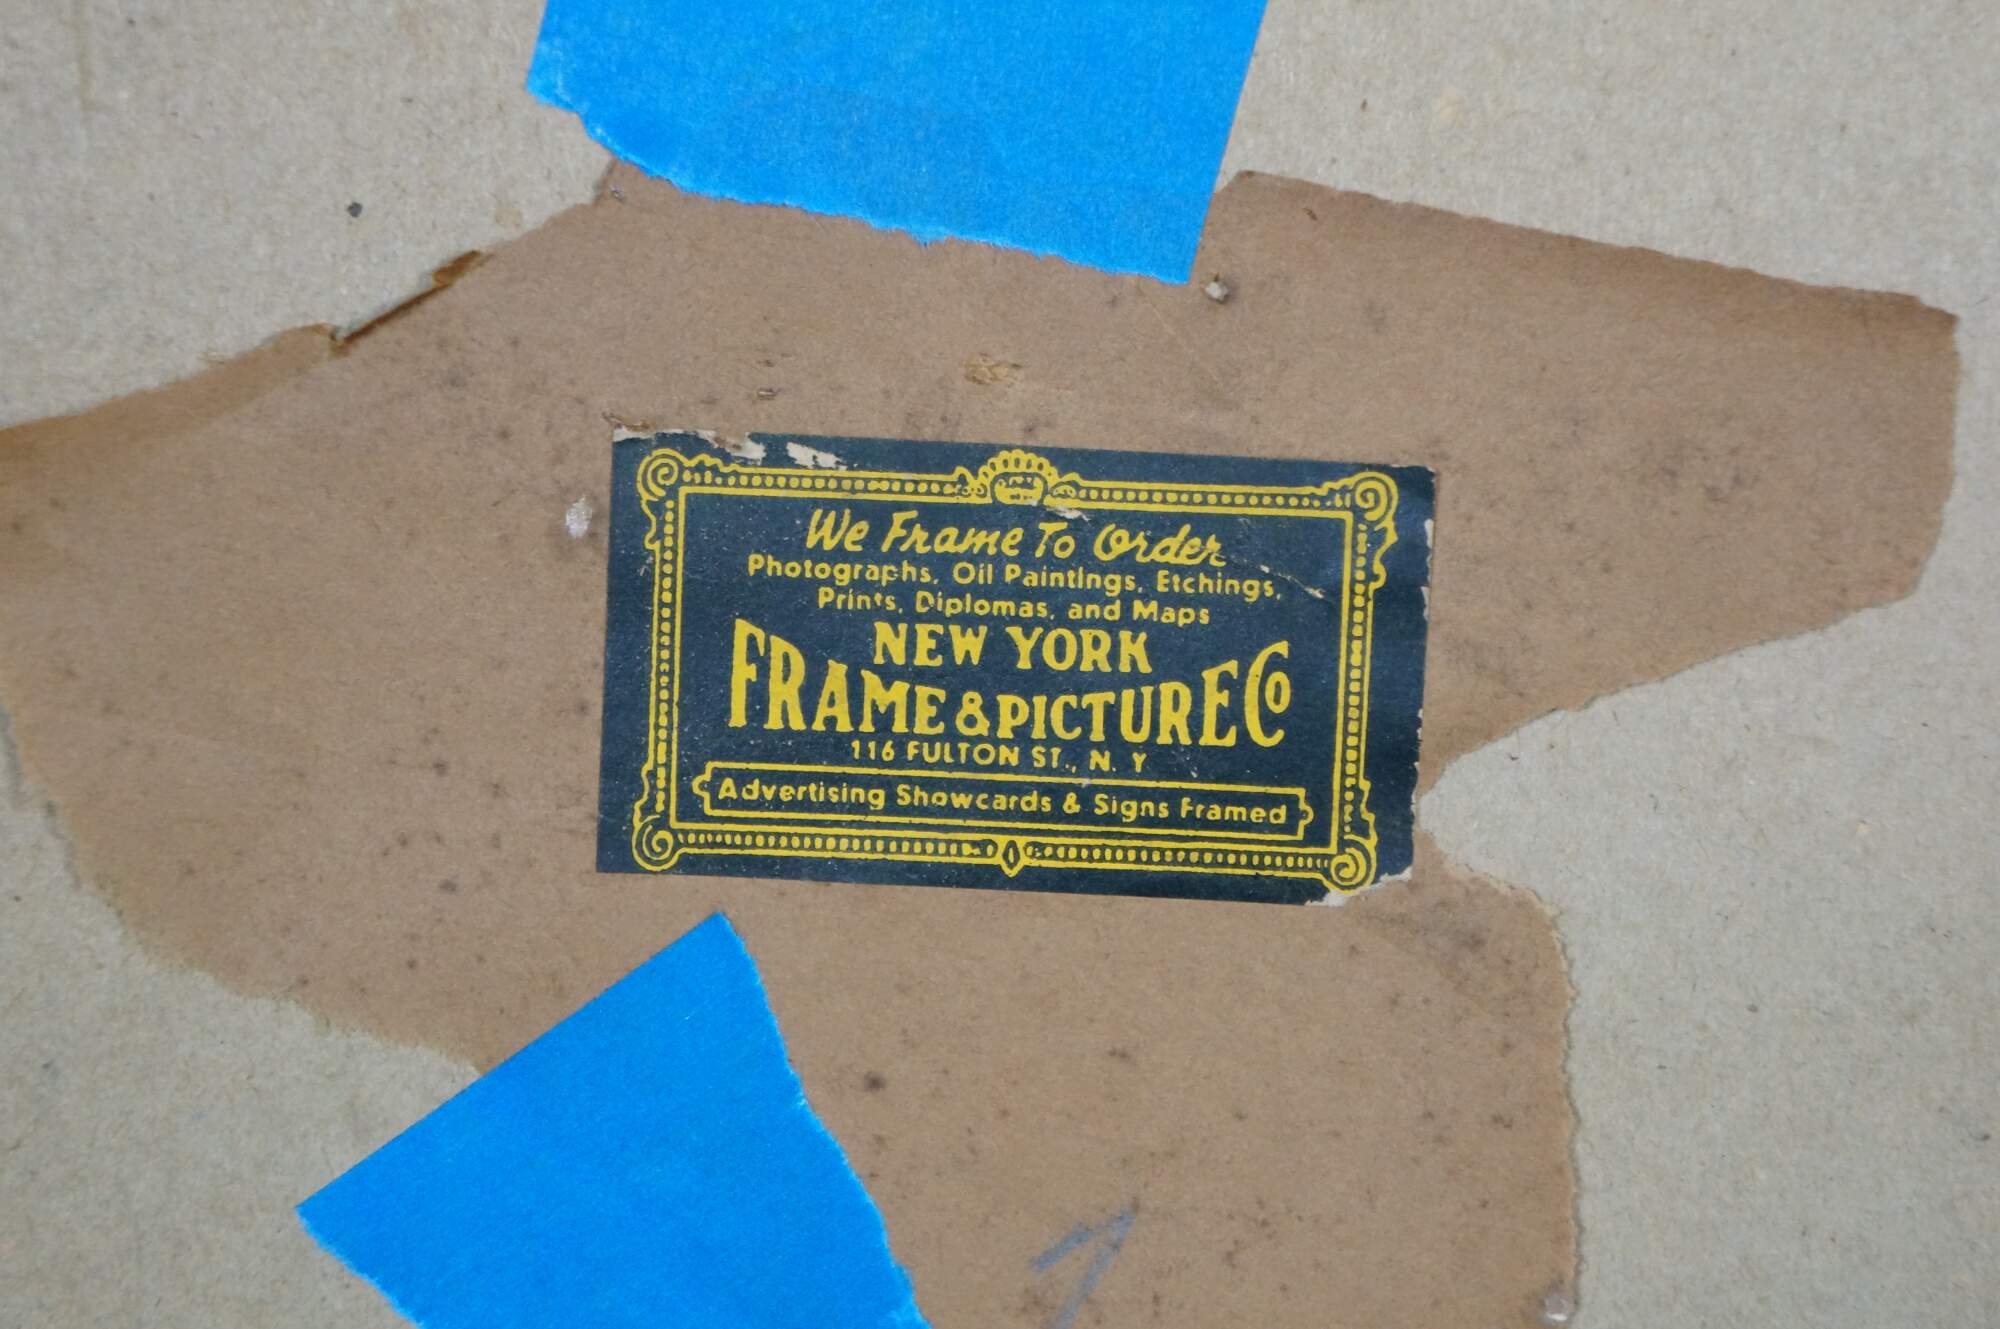 We Frame To Order
Photographs, Oil Paintings, Etchings,
Prints, Diplomas, and Maps
NEW YORK
FRAME & PICTURE CO
116 FULTON ST., N. Y
Advertising Showcards & Signs Framed